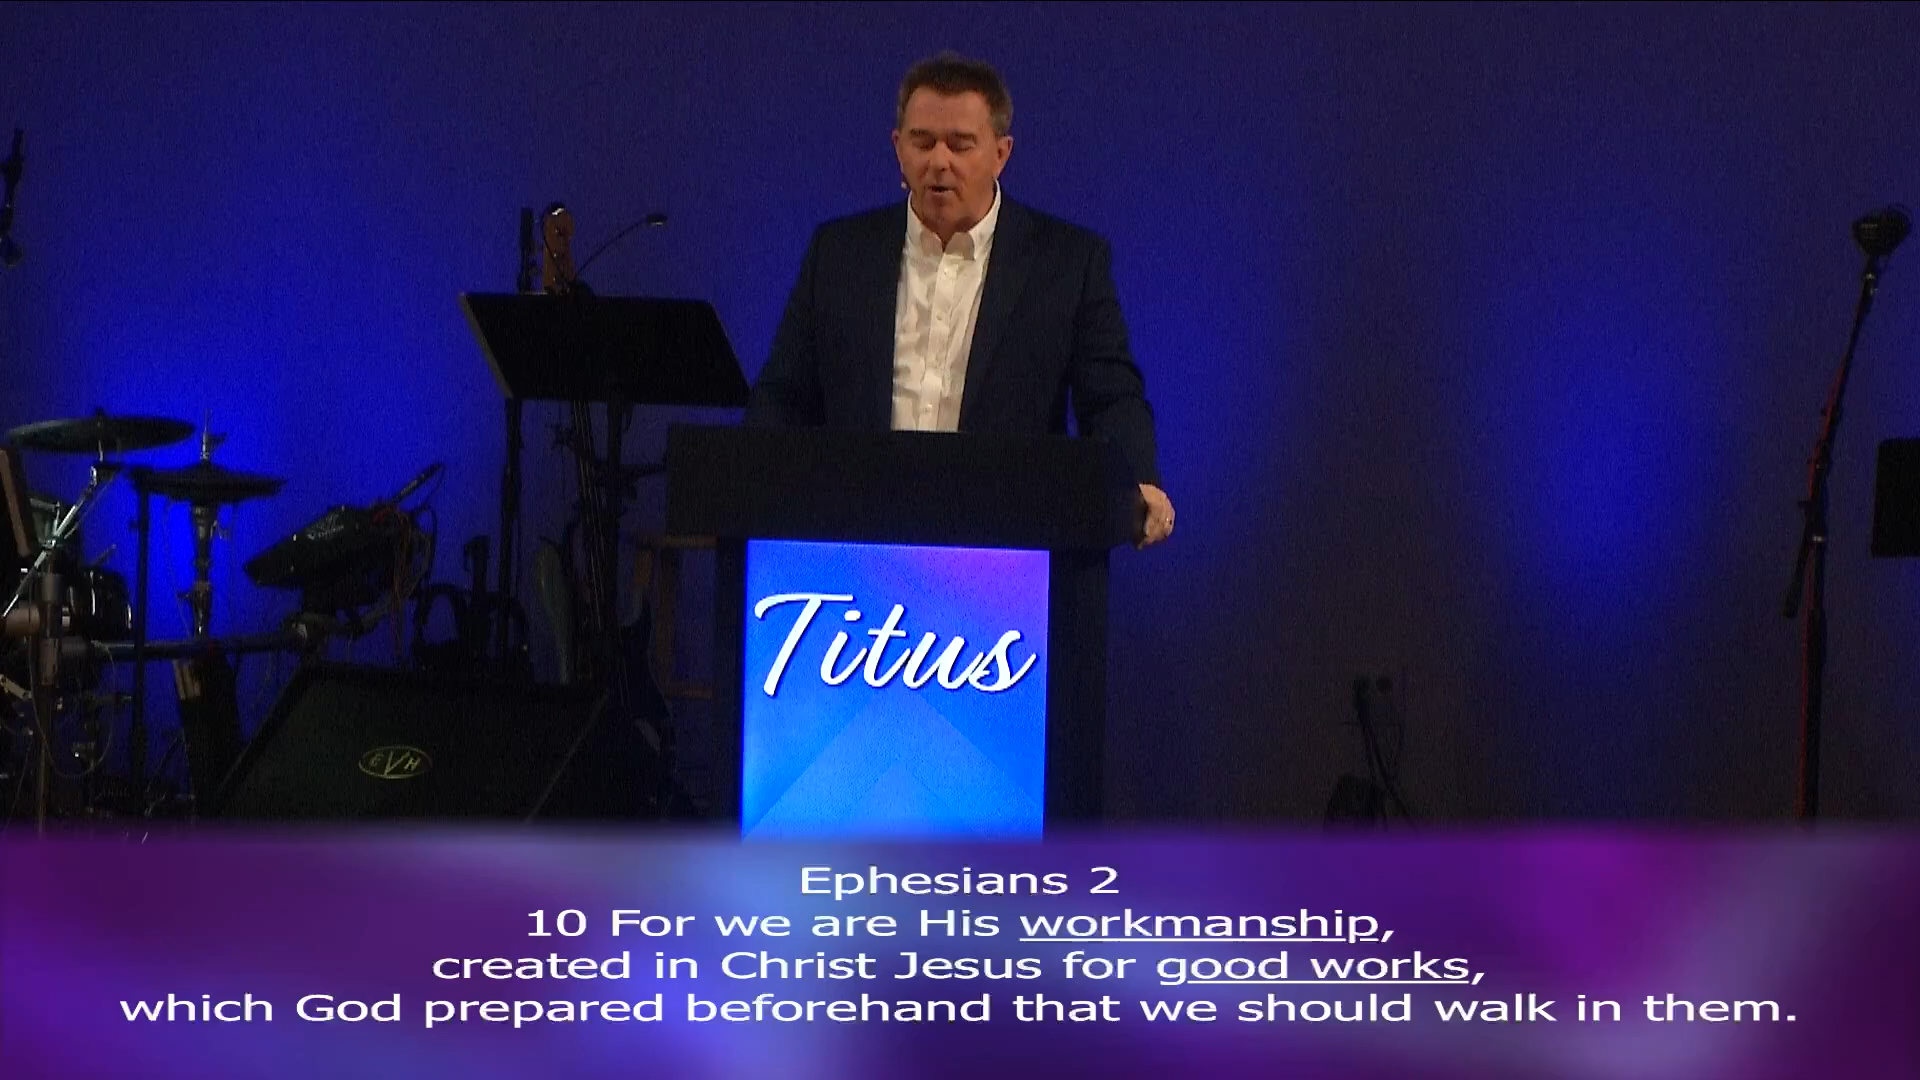 Titus
EVH
Ephesians 2
10 For we are His workmanship,
created in Christ Jesus for good works,
which God prepared beforehand that we should walk in them.